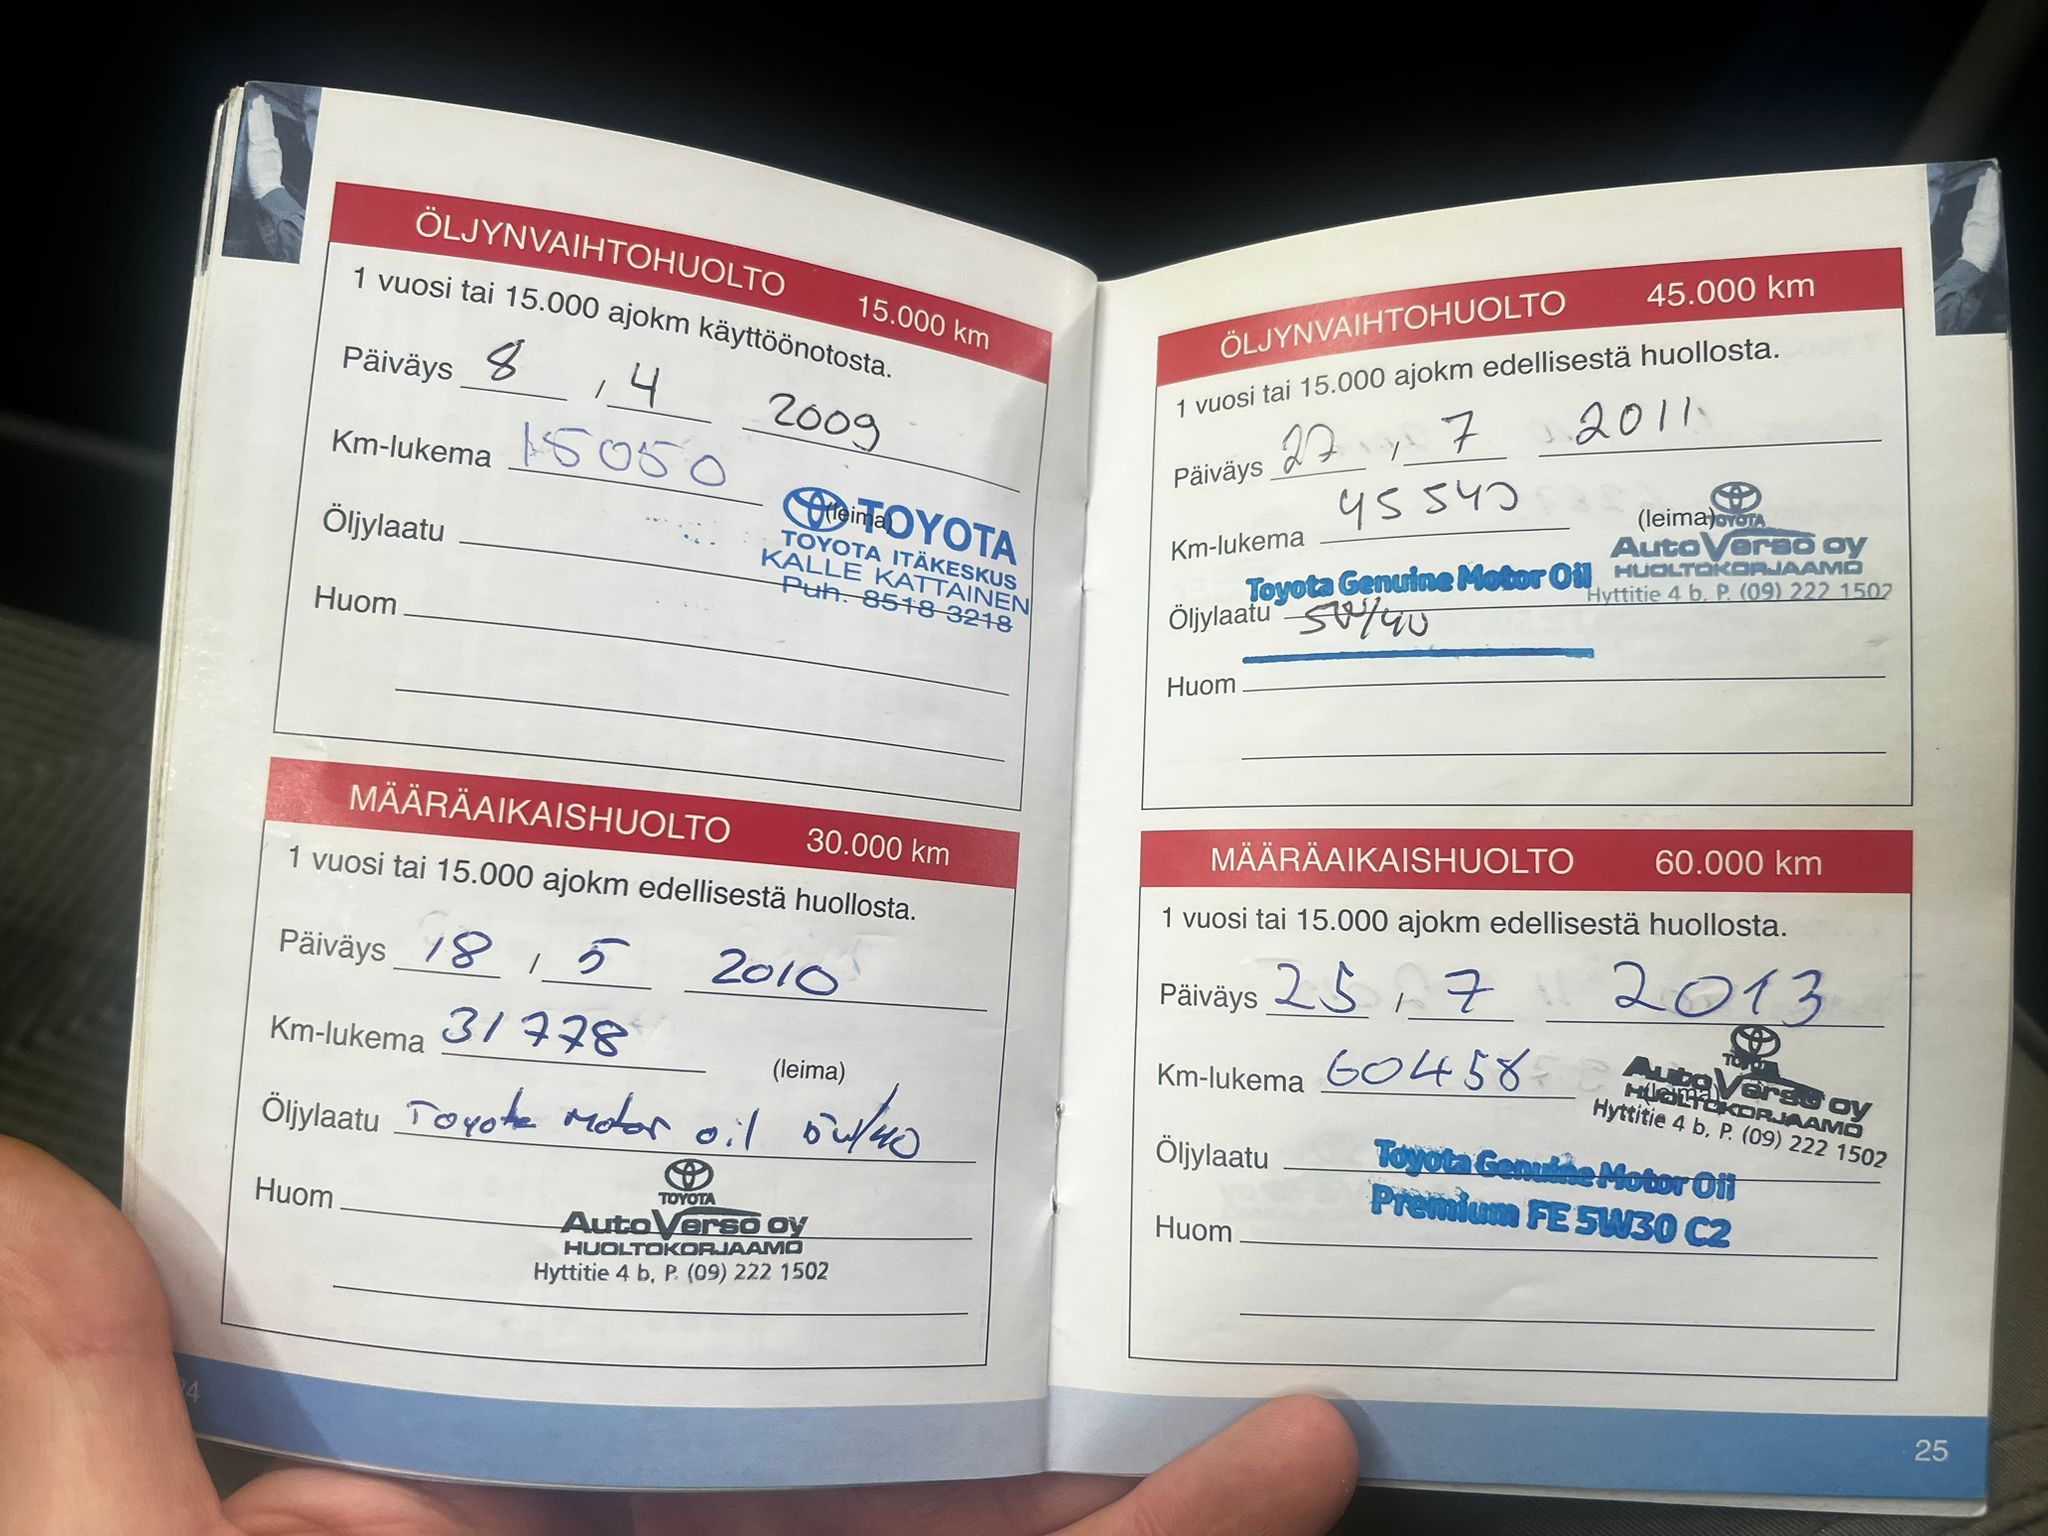 ÖLJYNVAIHTOHUOLTO 15.000 km
1 vuosi tai 15.000 ajokm käyttöönotosta.
Päiväys 8 , 4 2009
Km-lukema 15050
(leima)
TOYOTA
TOYOTA ITÄKESKUS
KALLE KATTAINEN
Puh. 8518 3218
Öljylaatu
Huom
MÄÄRÄAIKAISHUOLTO 30.000 km
1 vuosi tai 15.000 ajokm edellisestä huollosta.
Päiväys 18 , 5 2010
Km-lukema 31778
(leima)
Öljylaatu Toyota Motor oil 5w/40
Huom
TOYOTA
AutoVerso oy
HUOLTOKORJAAMO
Hyttitie 4 b, P. (09) 222 1502
24
ÖLJYNVAIHTOHUOLTO 45.000 km
1 vuosi tai 15.000 ajokm edellisestä huollosta.
Päiväys 27 , 7 2011
Km-lukema 45540
(leima)
TOYOTA
AutoVerso oy
HUOLTOKORJAAMO
Hyttitie 4 b, P. (09) 222 1502
Toyota Genuine Motor Oil
Öljylaatu 5W/40
Huom
MÄÄRÄAIKAISHUOLTO 60.000 km
1 vuosi tai 15.000 ajokm edellisestä huollosta.
Päiväys 25 , 7 2013
Km-lukema 60458
(leima)
TOYOTA
AutoVerso oy
HUOLTOKORJAAMO
Hyttitie 4 b, P. (09) 222 1502
Öljylaatu Toyota Genuine Motor Oil
Premium FE 5W30 C2
Huom
25